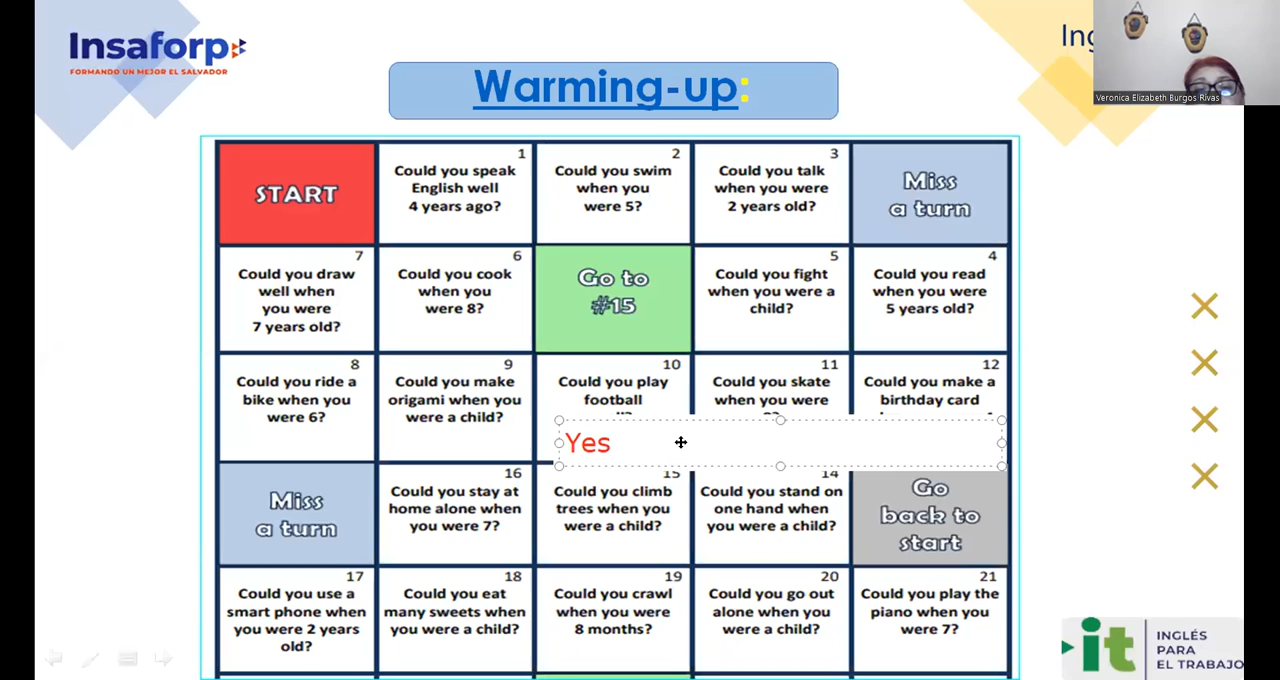 Insaforp
FORMANDO UN MEJOR EL SALVADOR
Warming-up:
Veronica Elizabeth Burgos Rivas
START
1
Could you speak
English well
4 years ago?
2
Could you swim
when you
were 5?
3
Could you talk
when you were
2 years old?
Miss
a turn
7
Could you draw
well when
you were
7 years old?
6
Could you cook
when you
were 8?
Go to
#15
5
Could you fight
when you were a
child?
4
Could you read
when you were
5 years old?
8
Could you ride a
bike when you
were 6?
9
Could you make
origami when you
were a child?
10
Could you play
football
11
Could you skate
when you were
12
Could you make a
birthday card
Yes
Miss
a turn
16
Could you stay at
home alone when
you were 7?
15
Could you climb
trees when you
were a child?
14
Could you stand on
one hand when
you were a child?
Go
back to
start
17
Could you use a
smart phone when
you were 2 years
old?
18
Could you eat
many sweets when
you were a child?
19
Could you crawl
when you were
8 months?
20
Could you go out
alone when you
were a child?
21
Could you play the
piano when you
were 7?
it
INGLÉS
PARA
EL TRABAJO